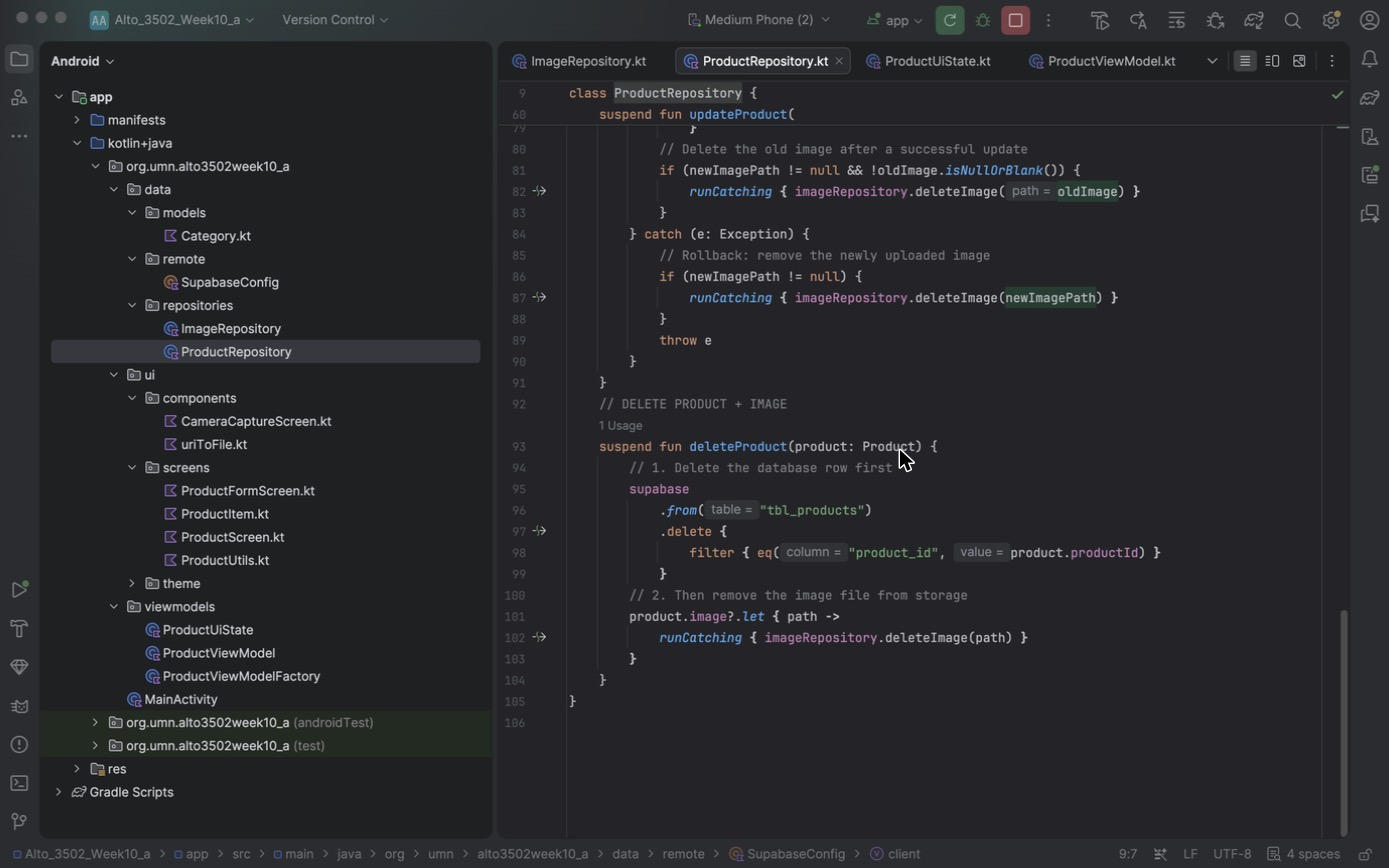 AA Alto_3502_Week10_a Version Control Medium Phone (2) app
Android
app
manifests
kotlin+java
org.umn.alto3502week10_a
data
models
Category.kt
remote
SupabaseConfig
repositories
ImageRepository
ProductRepository
ui
components
CameraCaptureScreen.kt
uriToFile.kt
screens
ProductFormScreen.kt
ProductItem.kt
ProductScreen.kt
ProductUtils.kt
theme
viewmodels
ProductUiState
ProductViewModel
ProductViewModelFactory
MainActivity
org.umn.alto3502week10_a (androidTest)
org.umn.alto3502week10_a (test)
res
Gradle Scripts
ImageRepository.kt ProductRepository.kt ProductUiState.kt ProductViewModel.kt
9 class ProductRepository {
60 suspend fun updateProduct(
79 }
80 // Delete the old image after a successful update
81 if (newImagePath != null && !oldImage.isNullOrBlank()) {
82 runCatching { imageRepository.deleteImage( path = oldImage) }
83 }
84 } catch (e: Exception) {
85 // Rollback: remove the newly uploaded image
86 if (newImagePath != null) {
87 runCatching { imageRepository.deleteImage(newImagePath) }
88 }
89 throw e
90 }
91 }
92 // DELETE PRODUCT + IMAGE
1 Usage
93 suspend fun deleteProduct(product: Product) {
94 // 1. Delete the database row first
95 supabase
96 .from( table = "tbl_products")
97 .delete {
98 filter { eq( column = "product_id", value = product.productId) }
99 }
100 // 2. Then remove the image file from storage
101 product.image?.let { path ->
102 runCatching { imageRepository.deleteImage(path) }
103 }
104 }
105 }
106
Alto_3502_Week10_a > app > src > main > java > org > umn > alto3502week10_a > data > remote > SupabaseConfig > client 9:7 LF UTF-8 4 spaces